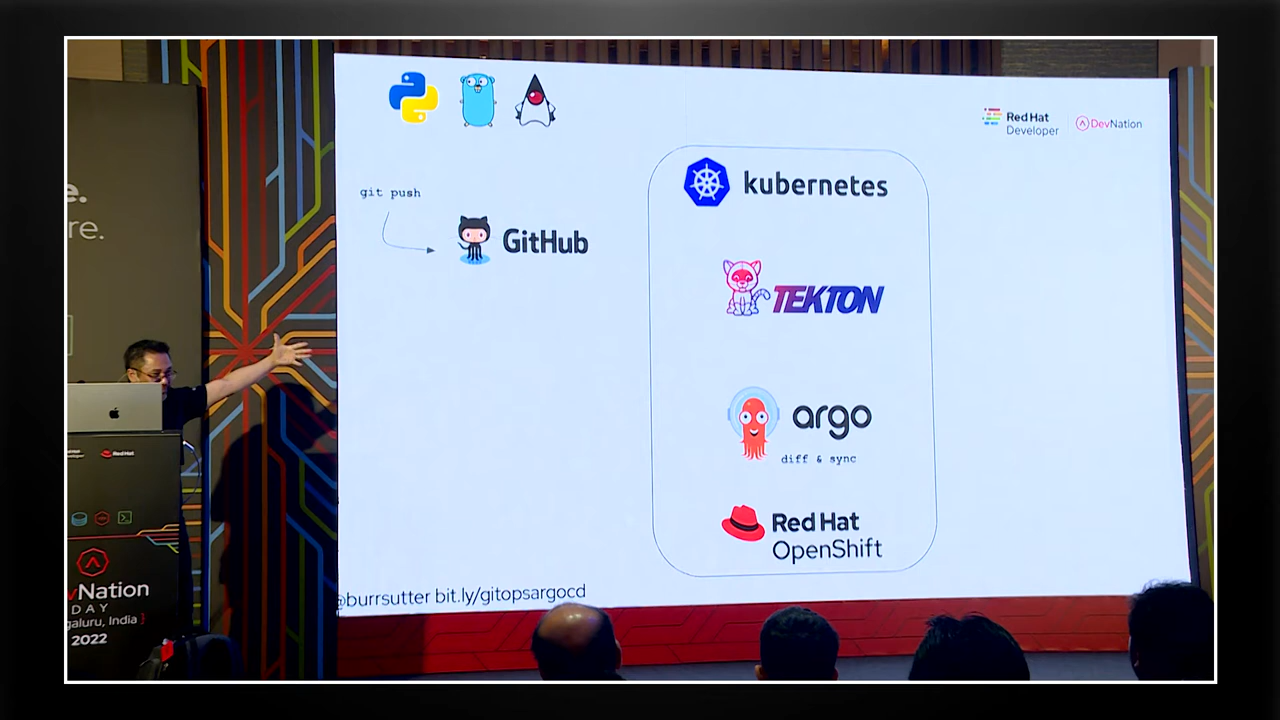 Red Hat
Developer
DevNation
git push
GitHub
kubernetes
TEKTON
argo
diff & sync
Red Hat
OpenShift
@burrsutter bit.ly/gitopsargocd
e.
re.
Red Hat
vNation
DAY
galuru, India }
2022